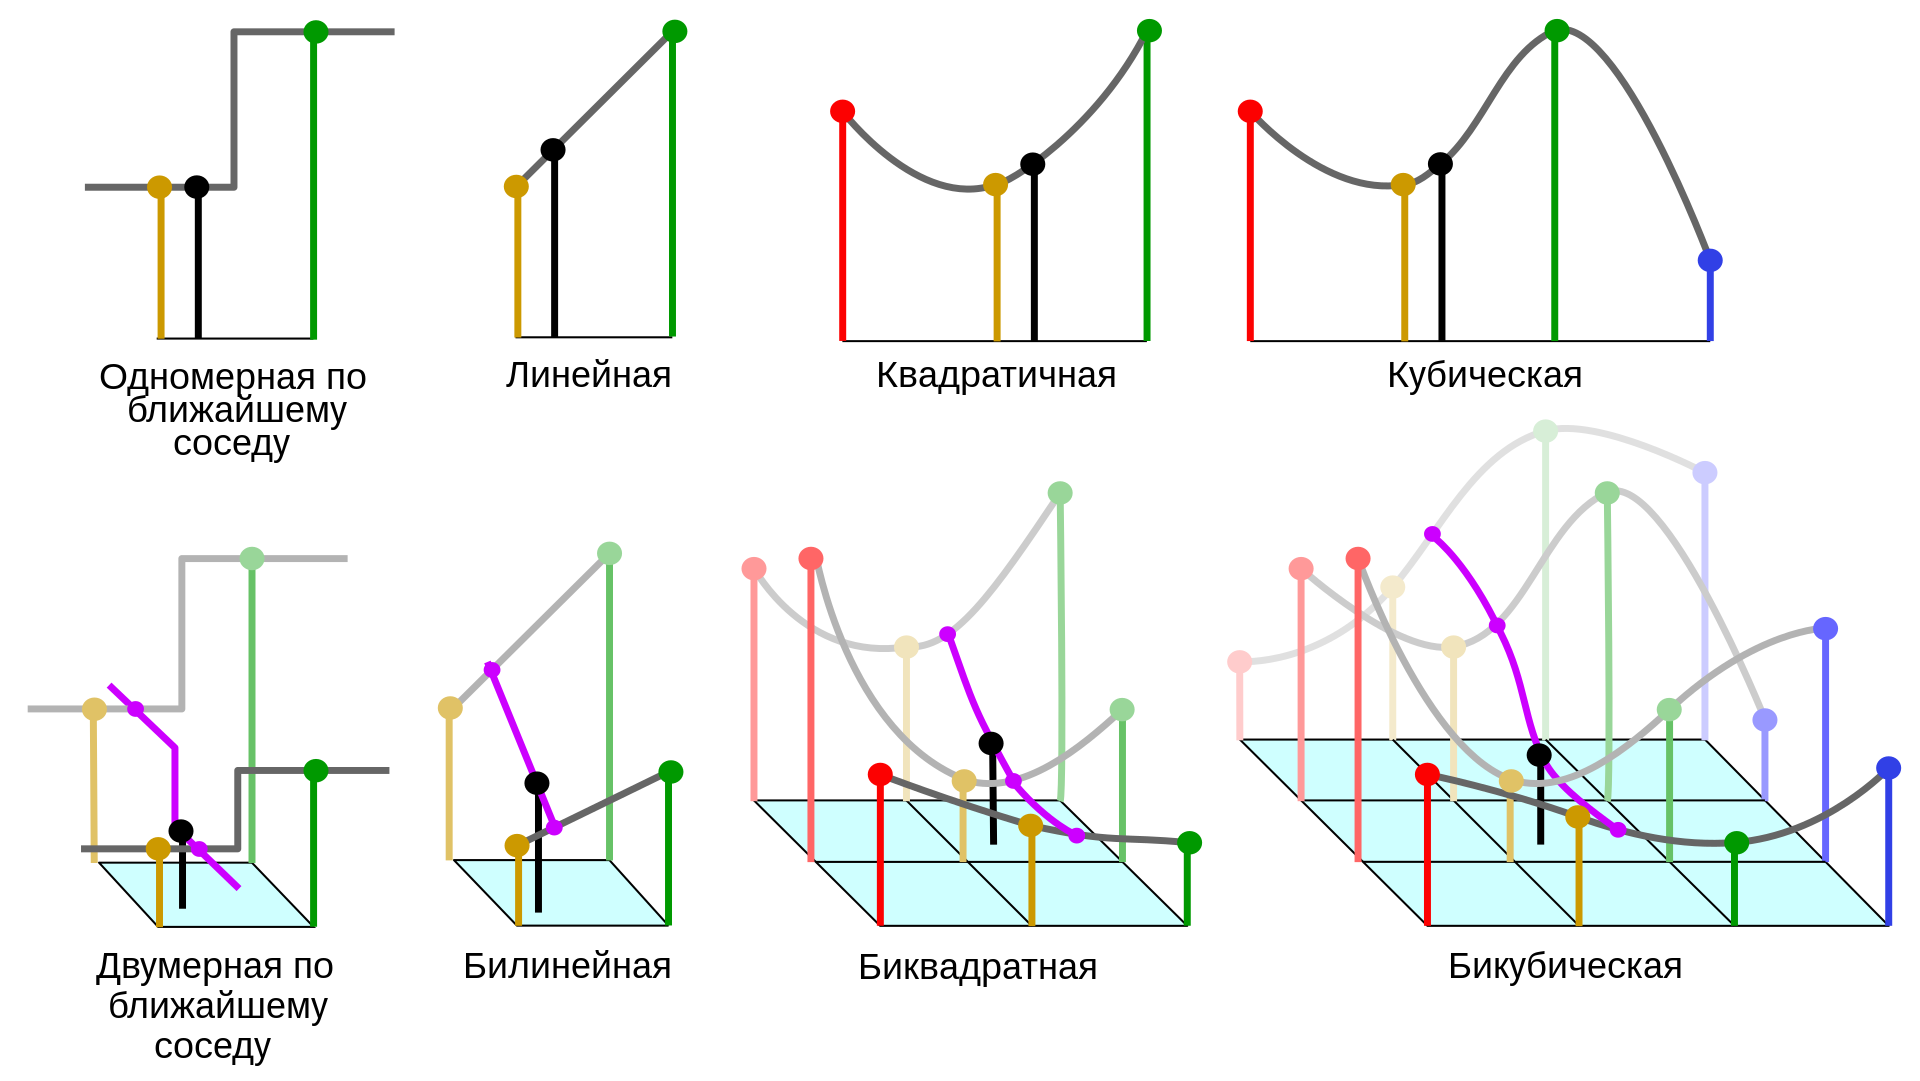 Одномерная по
ближайшему
соседу
Линейная
Квадратичная
Кубическая
Двумерная по
ближайшему
соседу
Билинейная
Биквадратная
Бикубическая